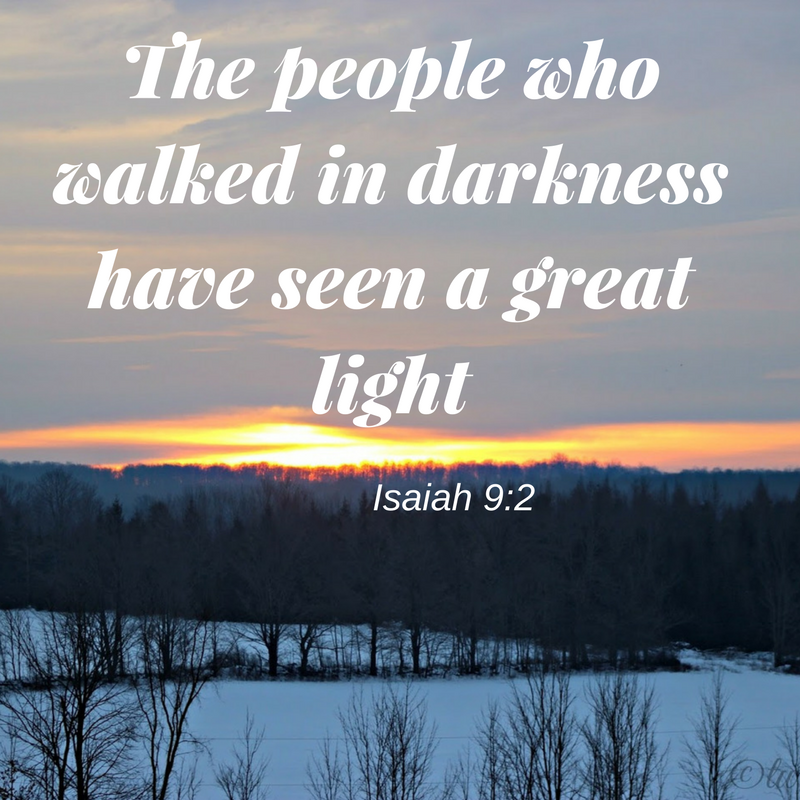 The people who
walked in darkness
have seen a great
light
Isaiah 9:2